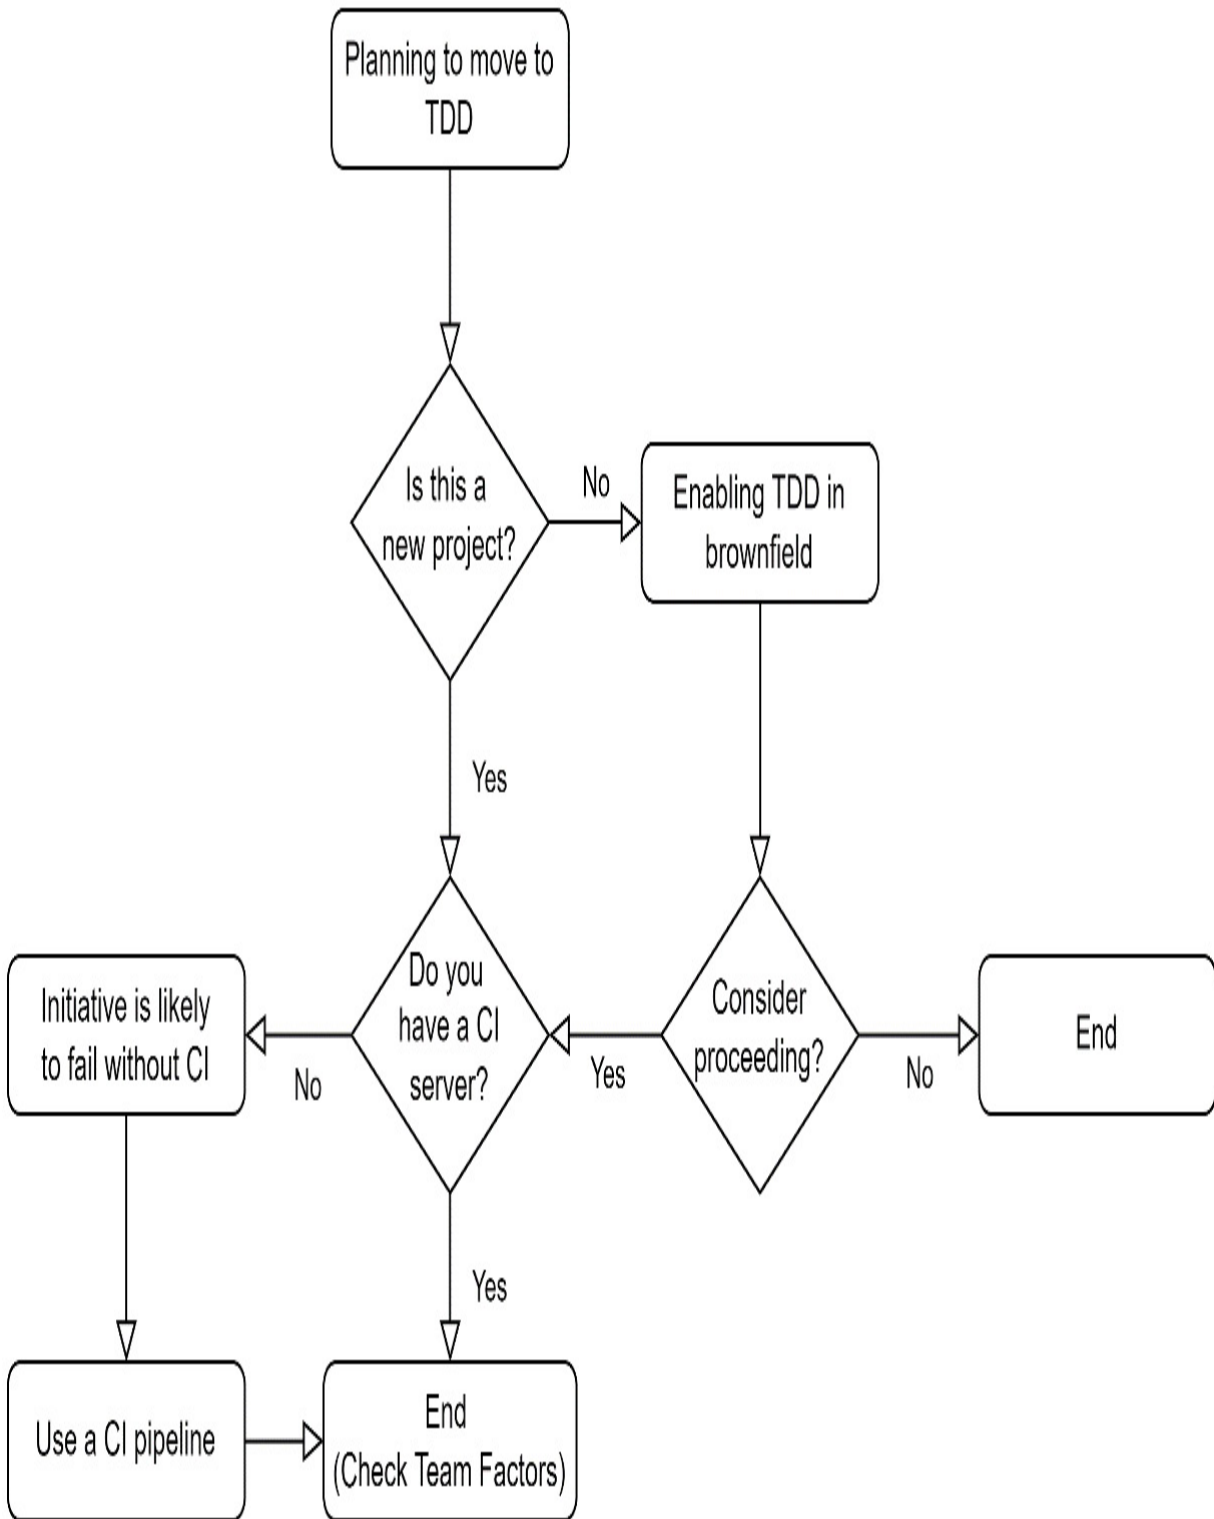 Planning to move to
TDD
Is this a
new project?
No
Enabling TDD in
brownfield
Yes
Initiative is likely
to fail without CI
No
Do you
have a CI
server?
Yes
Consider
proceeding?
No
End
Yes
Use a CI pipeline
End
(Check Team Factors)